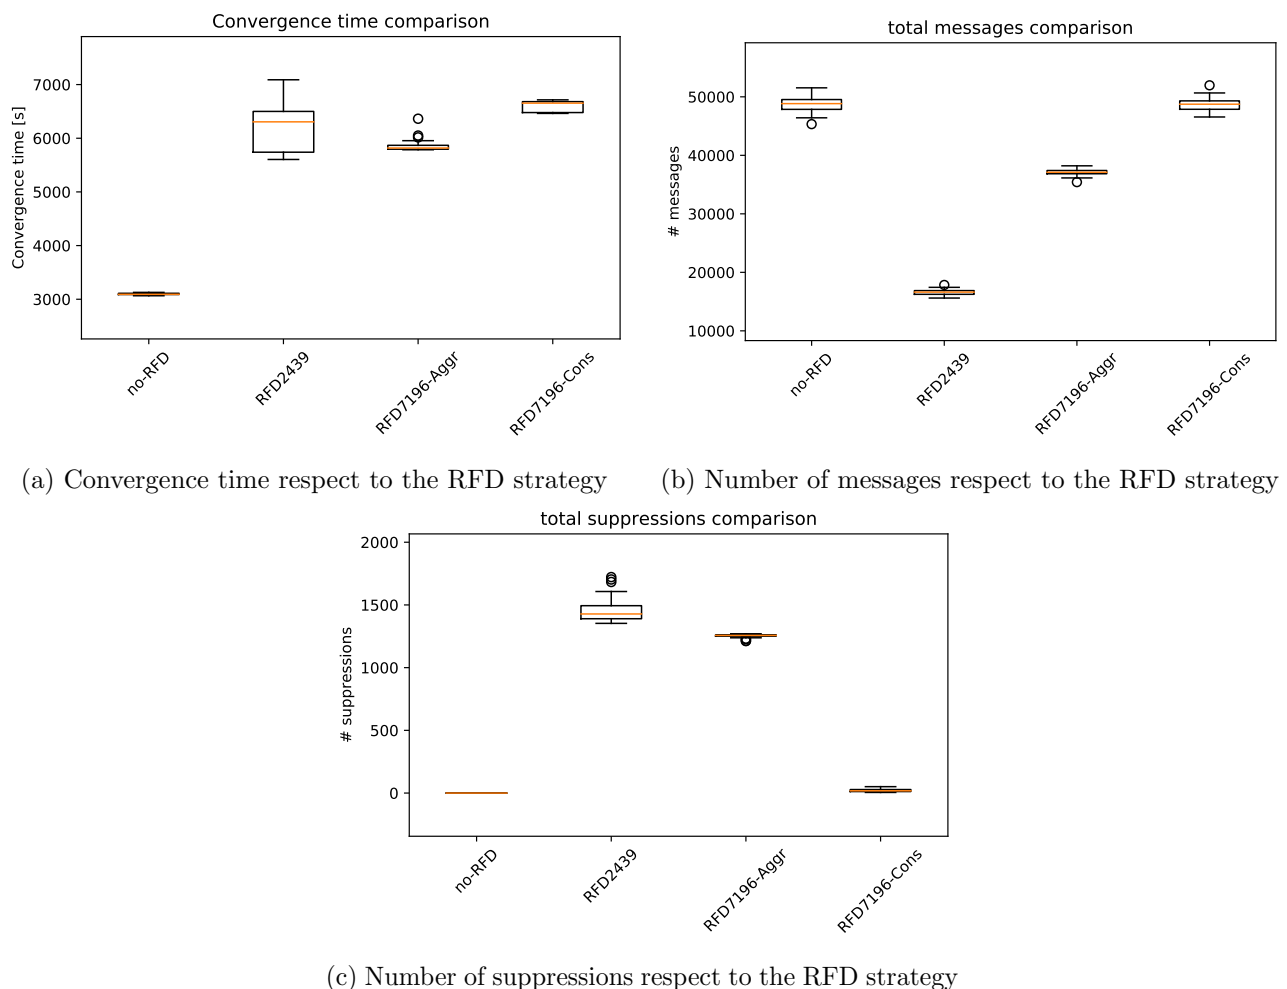 Convergence time comparison
Convergence time [s]
7000
6000
5000
4000
3000
no-RFD
RFD2439
RFD7196-Aggr
RFD7196-Cons
(a) Convergence time respect to the RFD strategy
total messages comparison
# messages
50000
40000
30000
20000
10000
no-RFD
RFD2439
RFD7196-Aggr
RFD7196-Cons
(b) Number of messages respect to the RFD strategy
total suppressions comparison
# suppressions
2000
1500
1000
500
0
no-RFD
RFD2439
RFD7196-Aggr
RFD7196-Cons
(c) Number of suppressions respect to the RFD strategy